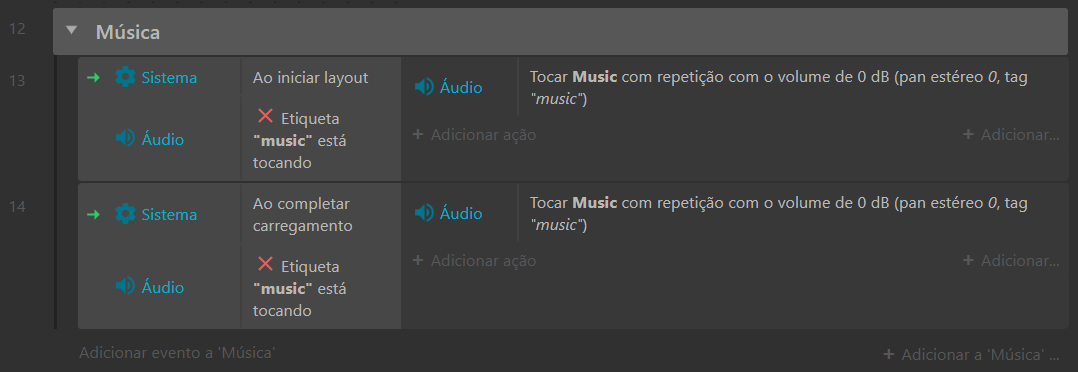 12 Música
13 Sistema Ao iniciar layout Áudio Tocar Music com repetição com o volume de 0 dB (pan estéreo 0, tag
"music")
Áudio Etiqueta
"music" está
tocando
+ Adicionar ação + Adicionar...
14 Sistema Ao completar
carregamento
Áudio Tocar Music com repetição com o volume de 0 dB (pan estéreo 0, tag
"music")
Áudio Etiqueta
"music" está
tocando
+ Adicionar ação + Adicionar...
Adicionar evento a 'Música' + Adicionar a 'Música' ...